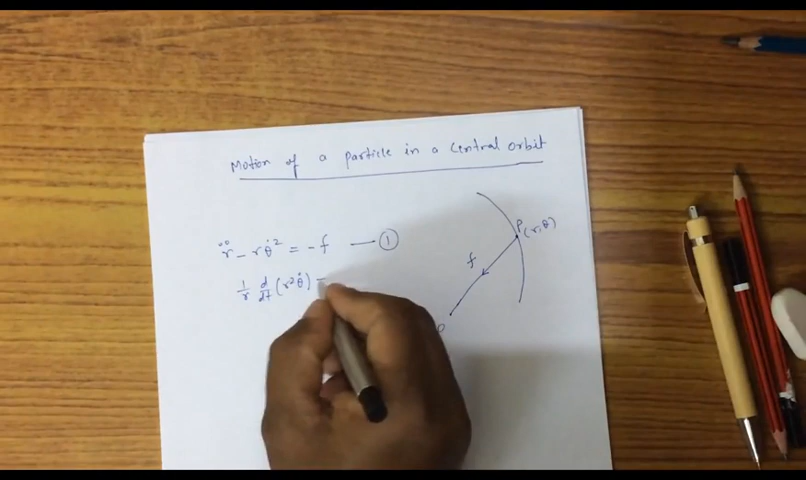 Motion of a particle in a central orbit
r̈ - rθ̇² = -f — ①
1/r d/dt (r²θ̇) =
P(r,θ)
f